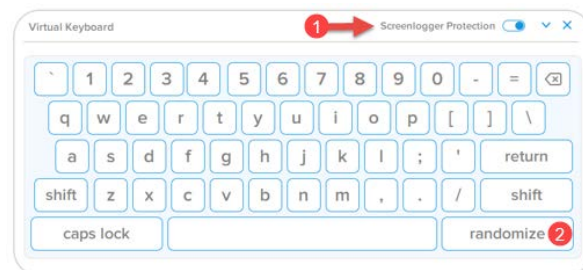 Virtual Keyboard 1 Screenlogger Protection
` 1 2 3 4 5 6 7 8 9 0 - =
q w e r t y u i o p [ ] \
a s d f g h j k l ; ' return
shift z x c v b n m , . / shift
caps lock randomize 2